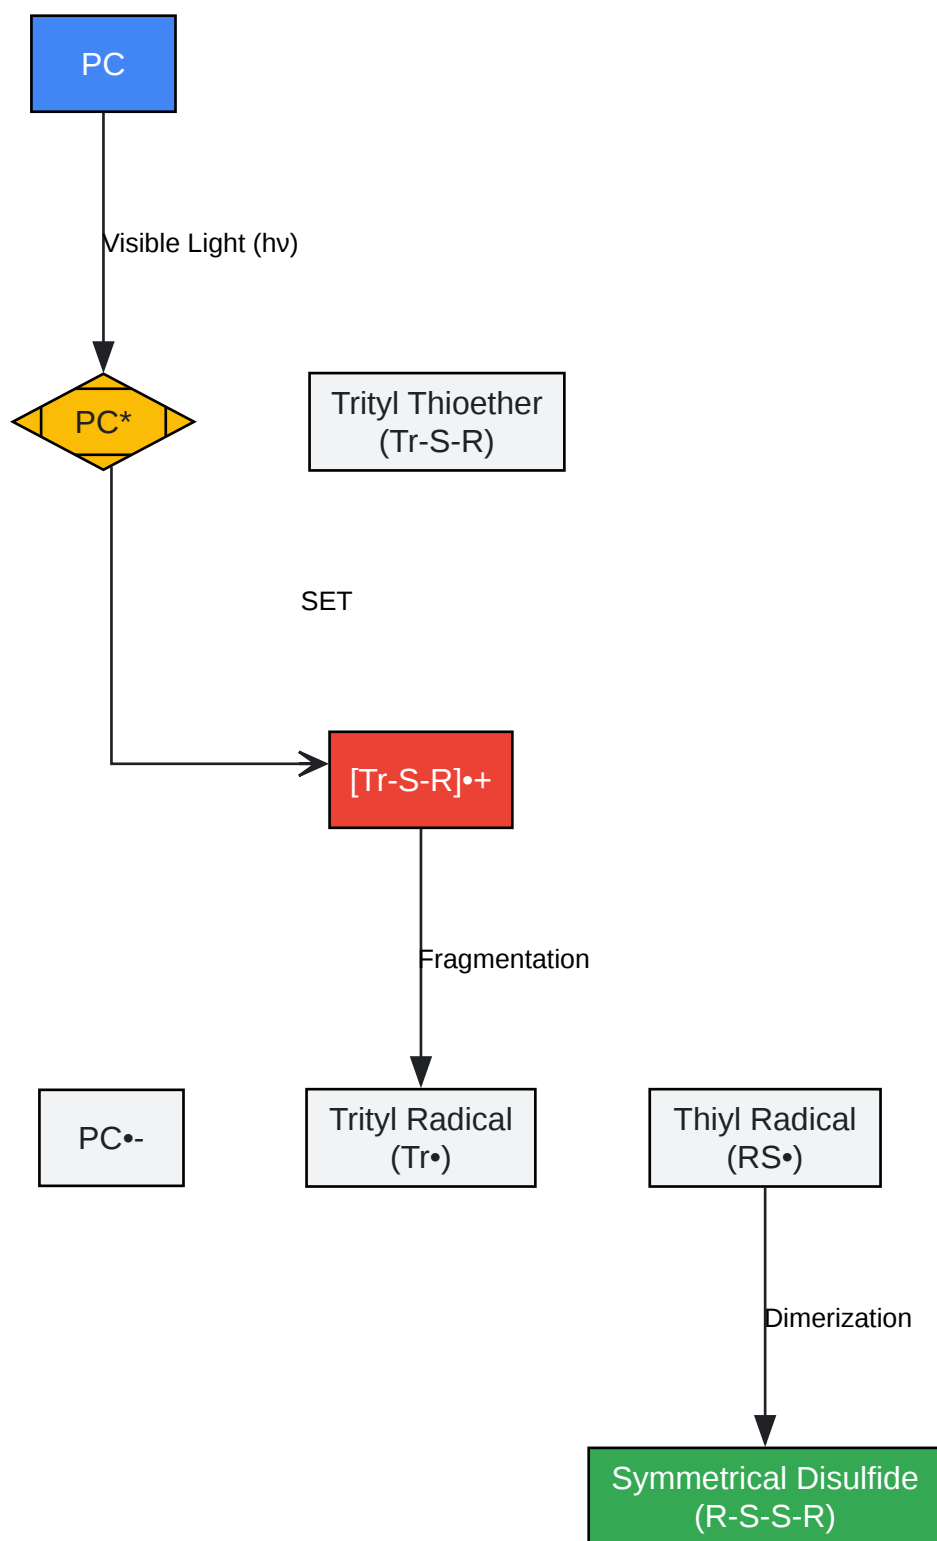 PC
Visible Light (hν)
PC*
Trityl Thioether
(Tr-S-R)
SET
[Tr-S-R]•+
Fragmentation
PC•-
Trityl Radical
(Tr•)
Thiyl Radical
(RS•)
Dimerization
Symmetrical Disulfide
(R-S-S-R)